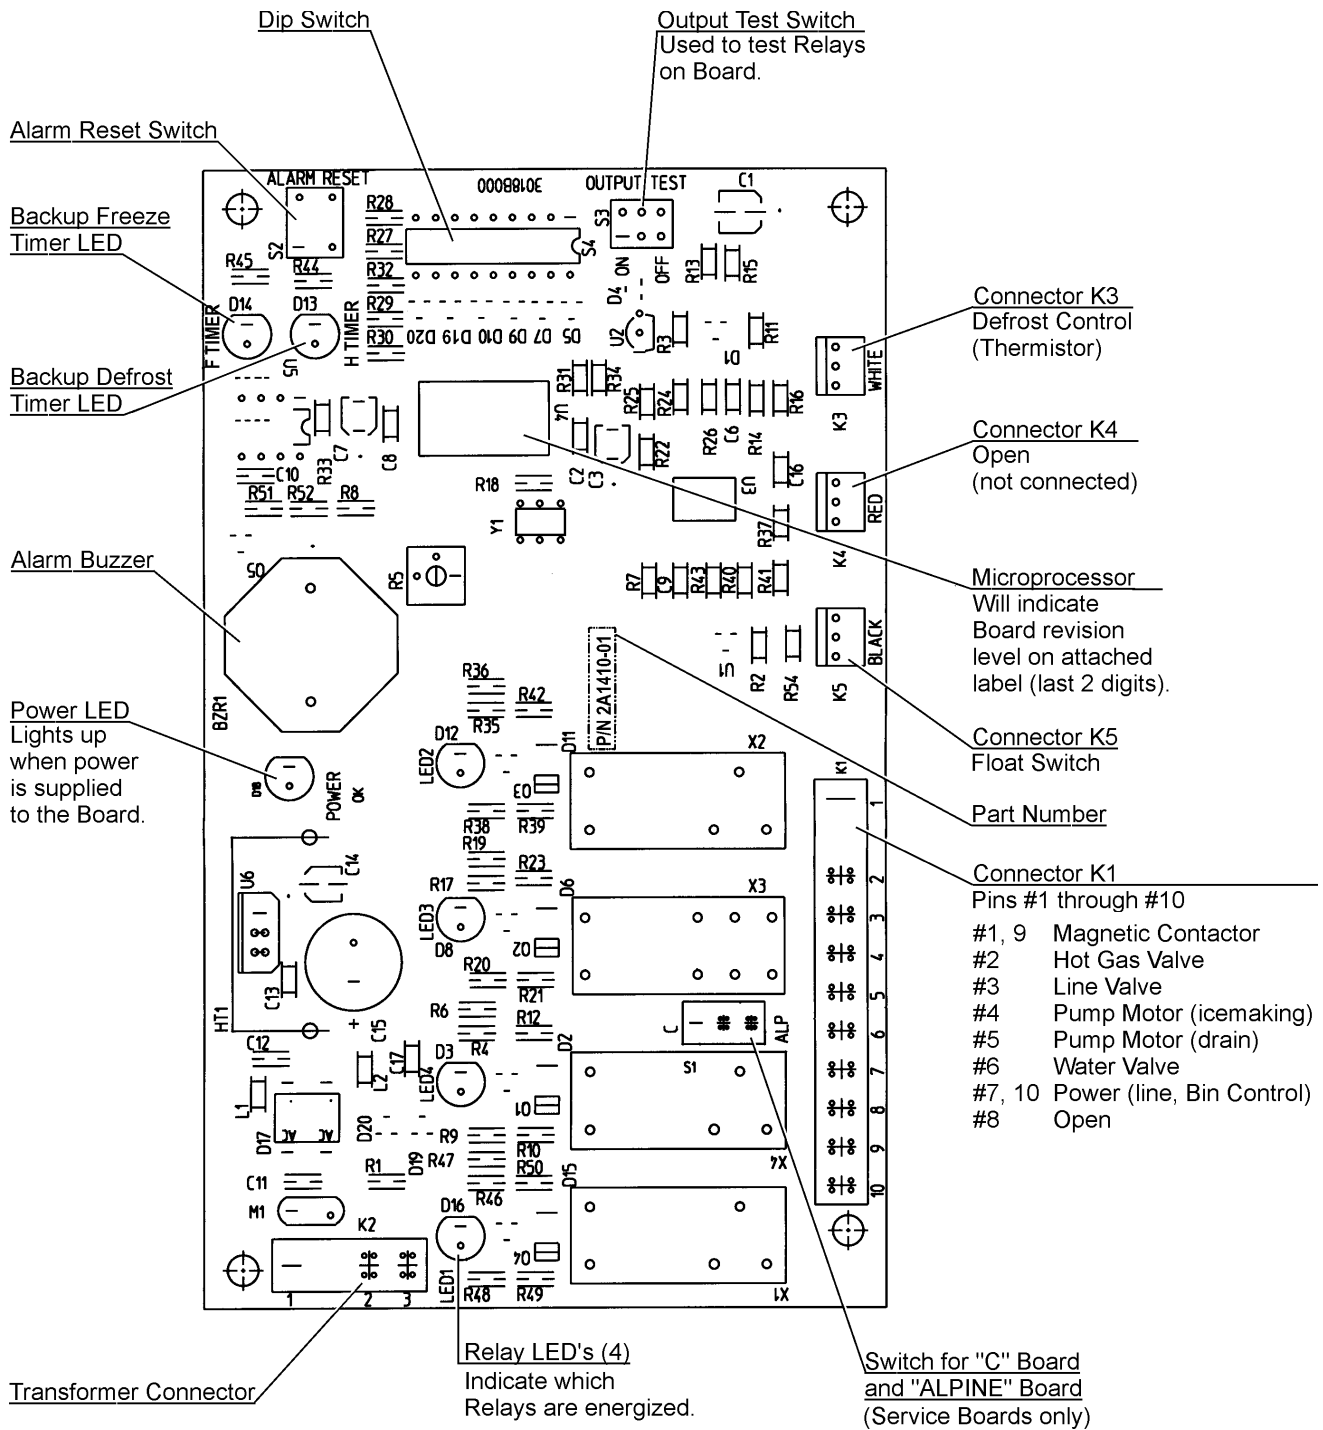 Dip Switch
Output Test Switch
Used to test Relays
on Board.
Alarm Reset Switch
Backup Freeze
Timer LED
Backup Defrost
Timer LED
Alarm Buzzer
Power LED
Lights up
when power
is supplied
to the Board.
Transformer Connector
Relay LED's (4)
Indicate which
Relays are energized.
Switch for "C" Board
and "ALPINE" Board
(Service Boards only)
Connector K3
Defrost Control
(Thermistor)
Connector K4
Open
(not connected)
Microprocessor
Will indicate
Board revision
level on attached
label (last 2 digits).
Connector K5
Float Switch
Part Number
Connector K1
Pins #1 through #10
#1, 9 Magnetic Contactor
#2 Hot Gas Valve
#3 Line Valve
#4 Pump Motor (icemaking)
#5 Pump Motor (drain)
#6 Water Valve
#7, 10 Power (line, Bin Control)
#8 Open
ALARM RESET
3018B000
OUTPUT TEST
C1
S2
R28
R27
R32
R29
R30
S4
S3
ON
OFF
D4
R13
R15
R45
R44
D14
D13
F TIMER
H TIMER
U5
D20 D19 D10 D9 D7 D5
U2
R3
D1
R11
WHITE
K3
R31
R34
U4
R25
R24
R26
C6
R14
R16
C10
R33
C7
C8
C2
C3
R22
C16
R51
R52
R8
R18
Y1
U3
R37
RED
K4
Q5
R5
R7
C9
R43
R40
R41
BZR1
P/N 2A1410-01
U1
R2
R54
BLACK
K5
R36
R42
R35
D12
LED2
D11
X2
K1
D18
POWER
OK
Q3
R38
R39
R19
R23
R17
D6
X3
LED3
D8
Q2
R20
R21
U6
C14
C13
HT1
C15
R6
R12
R4
C
ALP
C12
L1
L2
C17
D3
LED4
D2
S1
Q1
D17
AC AC
D20
D19
R9
R10
R47
R50
R46
D15
X4
C11
R1
M1
K2
D16
LED1
Q4
R48
R49
X1
1 2 3
1
2
3
4
5
6
7
8
9
10